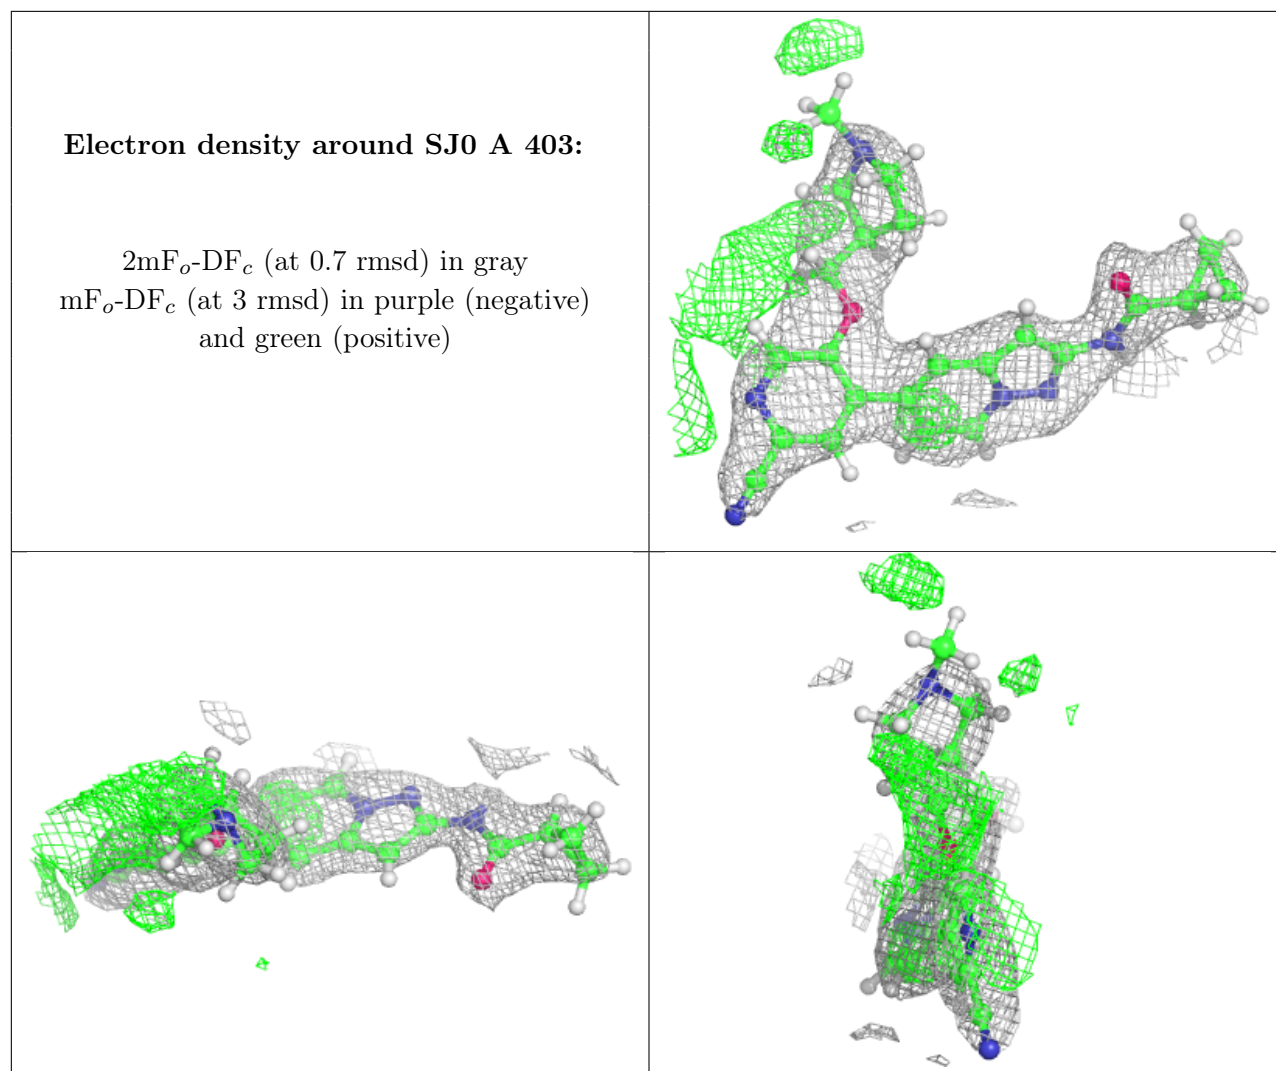 Electron density around SJ0 A 403:
2mFo-DFc (at 0.7 rmsd) in gray
mFo-DFc (at 3 rmsd) in purple (negative)
and green (positive)